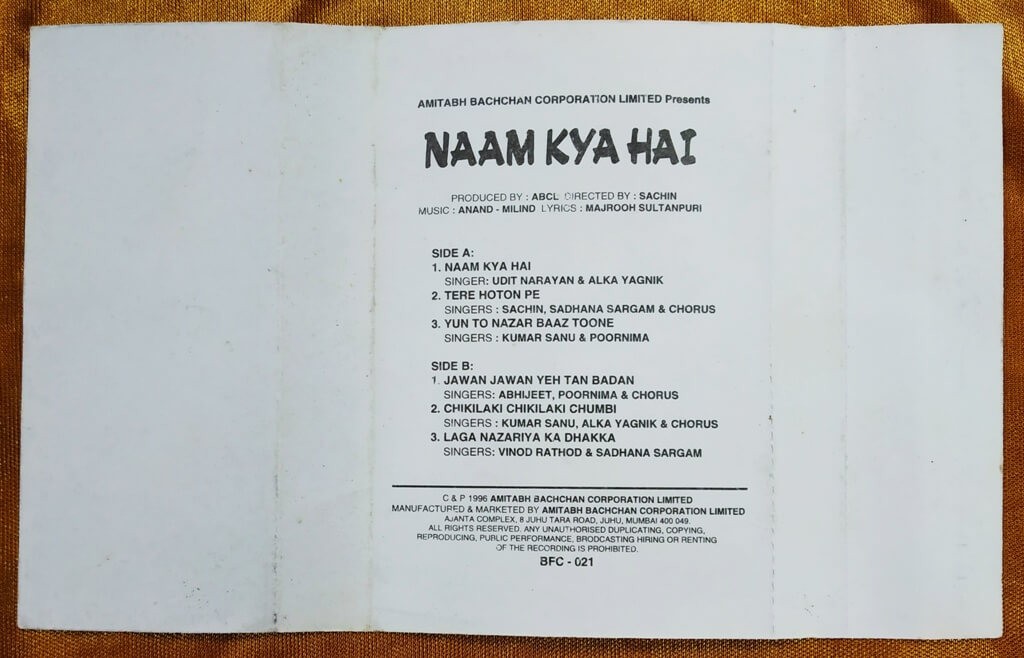 AMITABH BACHCHAN CORPORATION LIMITED Presents
NAAM KYA HAI
PRODUCED BY : ABCL DIRECTED BY : SACHIN
MUSIC : ANAND - MILIND LYRICS : MAJROOH SULTANPURI
SIDE A:
1. NAAM KYA HAI
SINGER: UDIT NARAYAN & ALKA YAGNIK
2. TERE HOTON PE
SINGERS : SACHIN, SADHANA SARGAM & CHORUS
3. YUN TO NAZAR BAAZ TOONE
SINGERS : KUMAR SANU & POORNIMA
SIDE B:
1. JAWAN JAWAN YEH TAN BADAN
SINGERS: ABHIJEET, POORNIMA & CHORUS
2. CHIKILAKI CHIKILAKI CHUMBI
SINGERS : KUMAR SANU, ALKA YAGNIK & CHORUS
3. LAGA NAZARIYA KA DHAKKA
SINGERS: VINOD RATHOD & SADHANA SARGAM
C & P 1996 AMITABH BACHCHAN CORPORATION LIMITED
MANUFACTURED & MARKETED BY AMITABH BACHCHAN CORPORATION LIMITED
AJANTA COMPLEX, 8 JUHU TARA ROAD, JUHU, MUMBAI 400 049.
ALL RIGHTS RESERVED. ANY UNAUTHORISED DUPLICATING, COPYING,
REPRODUCING, PUBLIC PERFORMANCE, BRODCASTING HIRING OR RENTING
OF THE RECORDING IS PROHIBITED.
BFC - 021